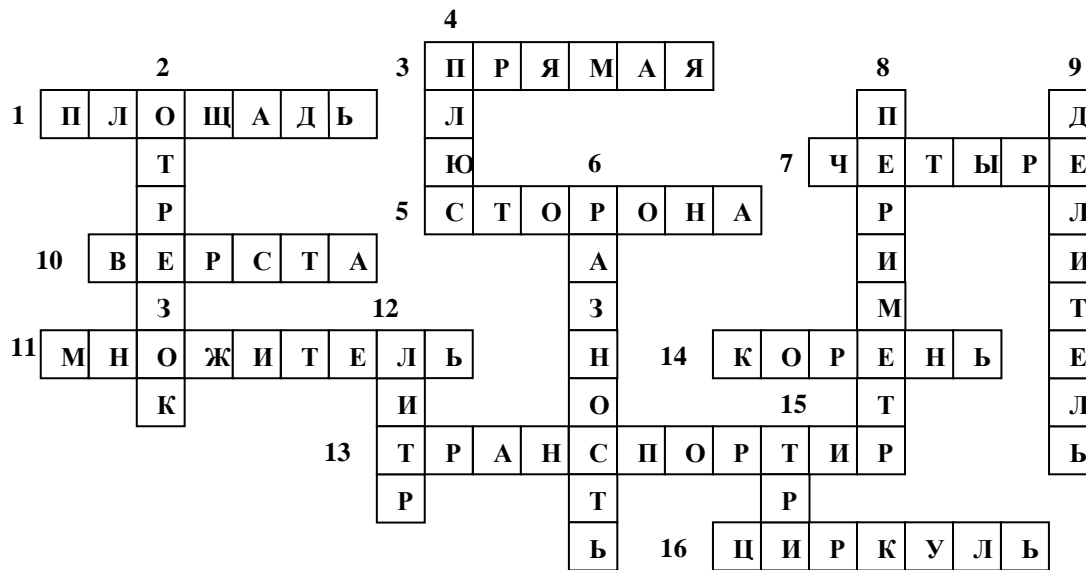 4
2 3 П Р Я М А Я 8 9
1 П Л О Щ А Д Ь Л П Д
Т Ю 6 7 Ч Е Т Ы Р Е
Р 5 С Т О Р О Н А Р Л
10 В Е Р С Т А А И И
З 12 З М Т
11 М Н О Ж И Т Е Л Ь Н 14 К О Р Е Н Ь Е
К И О 15 Т Л
13 Т Р А Н С П О Р Т И Р Ь
Р Т Р
Ь 16 Ц И Р К У Л Ь